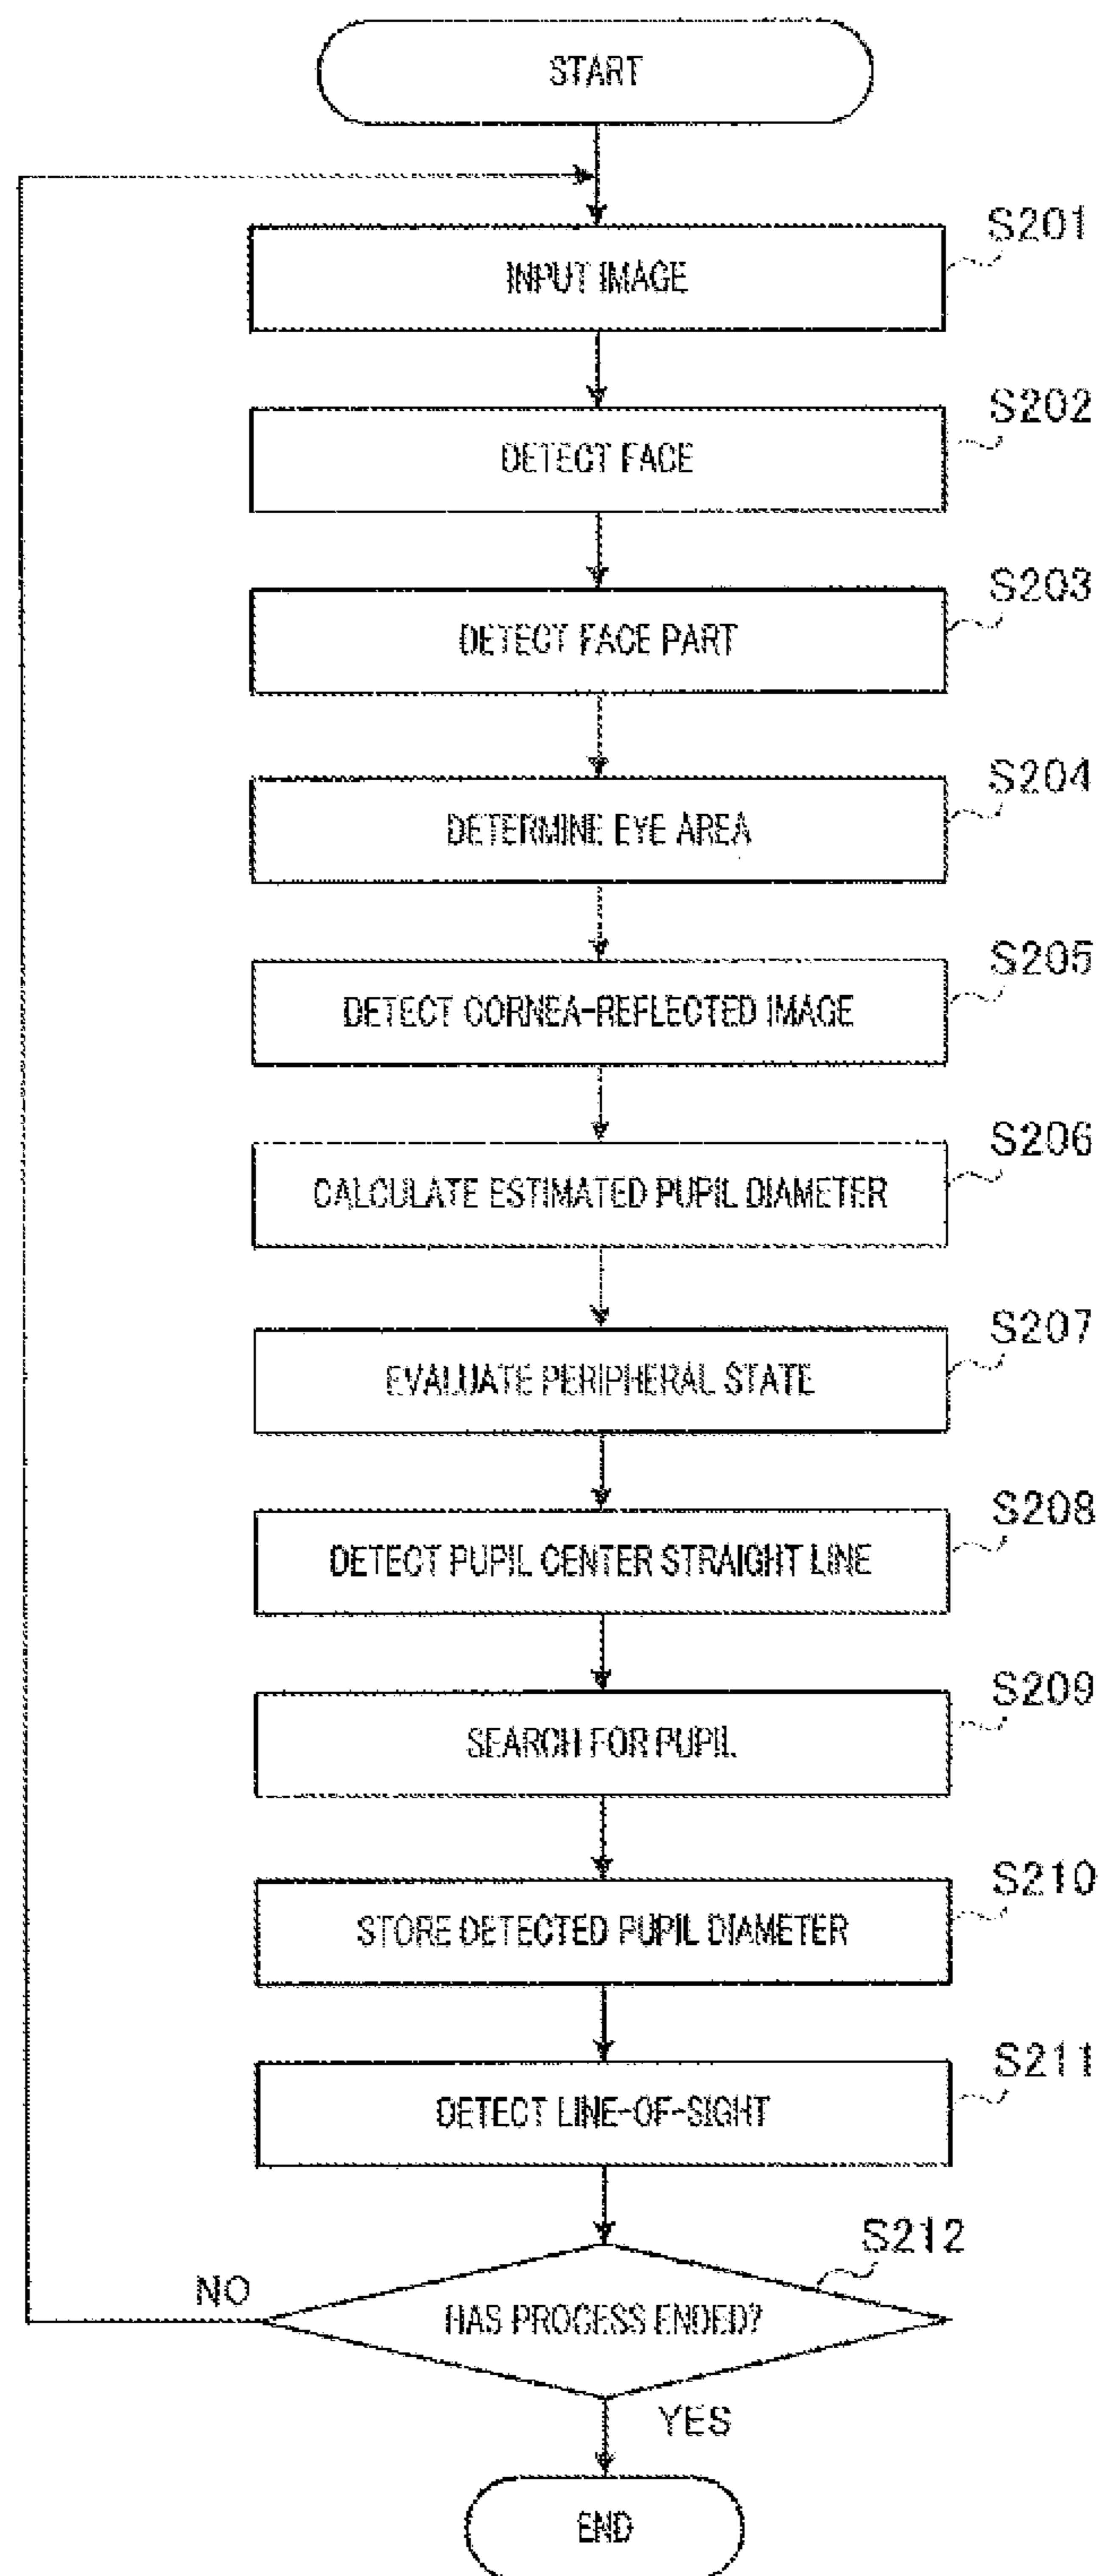 START
S201
INPUT IMAGE
S202
DETECT FACE
S203
DETECT FACE PART
S204
DETERMINE EYE AREA
S205
DETECT CORNEA-REFLECTED IMAGE
S206
CALCULATE ESTIMATED PUPIL DIAMETER
S207
EVALUATE PERIPHERAL STATE
S208
DETECT PUPIL CENTER STRAIGHT LINE
S209
SEARCH FOR PUPIL
S210
STORE DETECTED PUPIL DIAMETER
S211
DETECT LINE-OF-SIGHT
S212
NO
HAS PROCESS ENDED?
YES
END